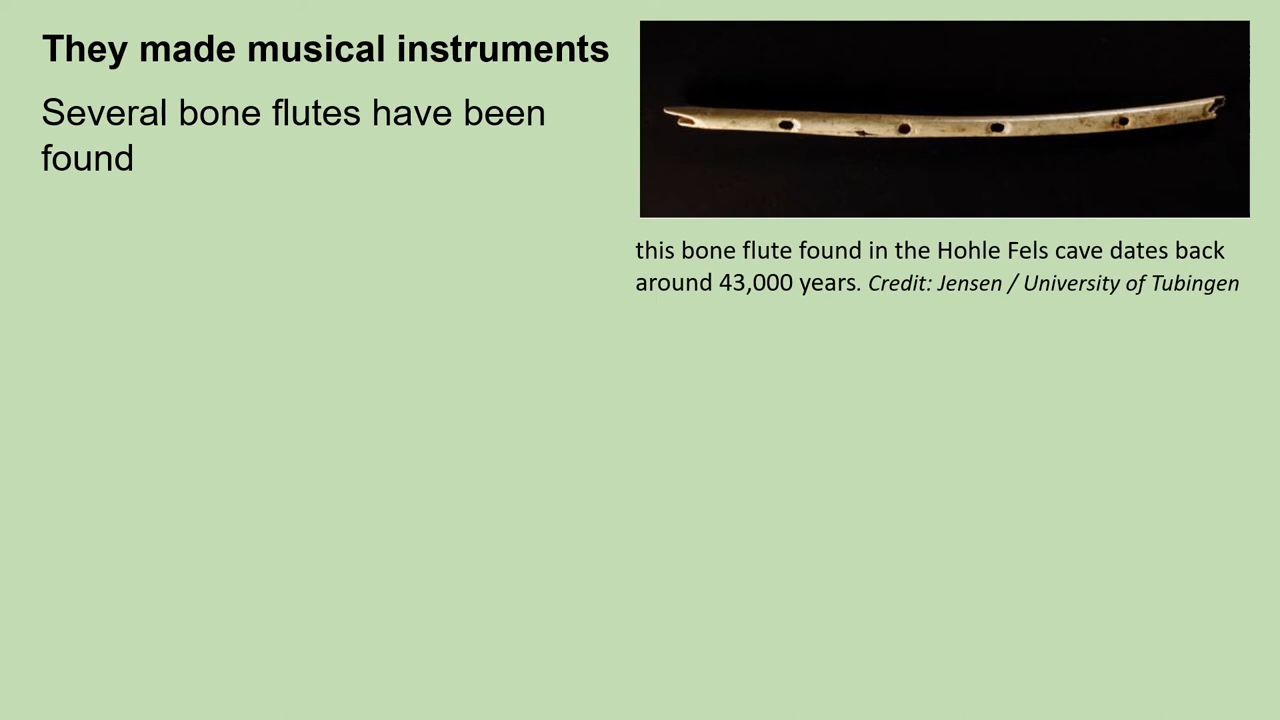 They made musical instruments
Several bone flutes have been
found
this bone flute found in the Hohle Fels cave dates back
around 43,000 years. Credit: Jensen / University of Tubingen